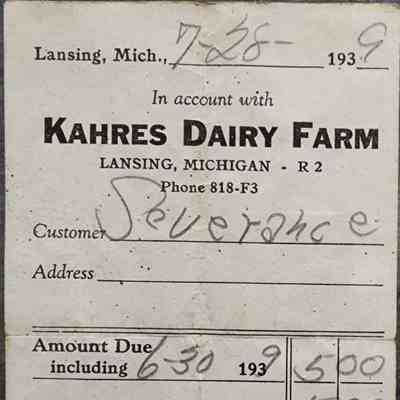 Lansing, Mich., 7-28- 1939
In account with
KAHRES DAIRY FARM
LANSING, MICHIGAN - R 2
Phone 818-F3
Customer Severance
Address
Amount Due
including 6-30 1939 5 00